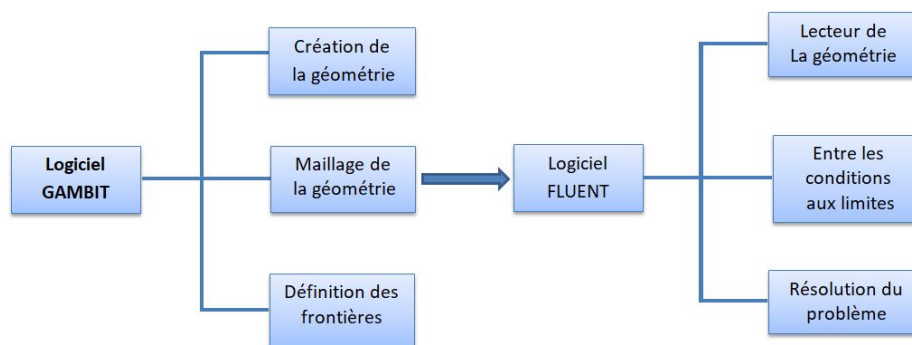 Logiciel
GAMBIT
Création de
la géométrie
Maillage de
la géométrie
Définition des
frontières
Logiciel
FLUENT
Lecteur de
La géométrie
Entre les
conditions
aux limites
Résolution du
problème